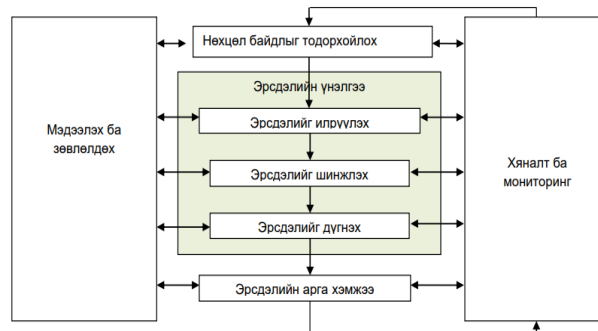 Нөхцөл байдлыг тодорхойлох
Эрсдэлийн үнэлгээ
Мэдээлэх ба
зөвлөлдөх
Эрсдэлийг илрүүлэх
Эрсдэлийг шинжлэх
Эрсдэлийг дүгнэх
Хяналт ба
мониторинг
Эрсдэлийн арга хэмжээ